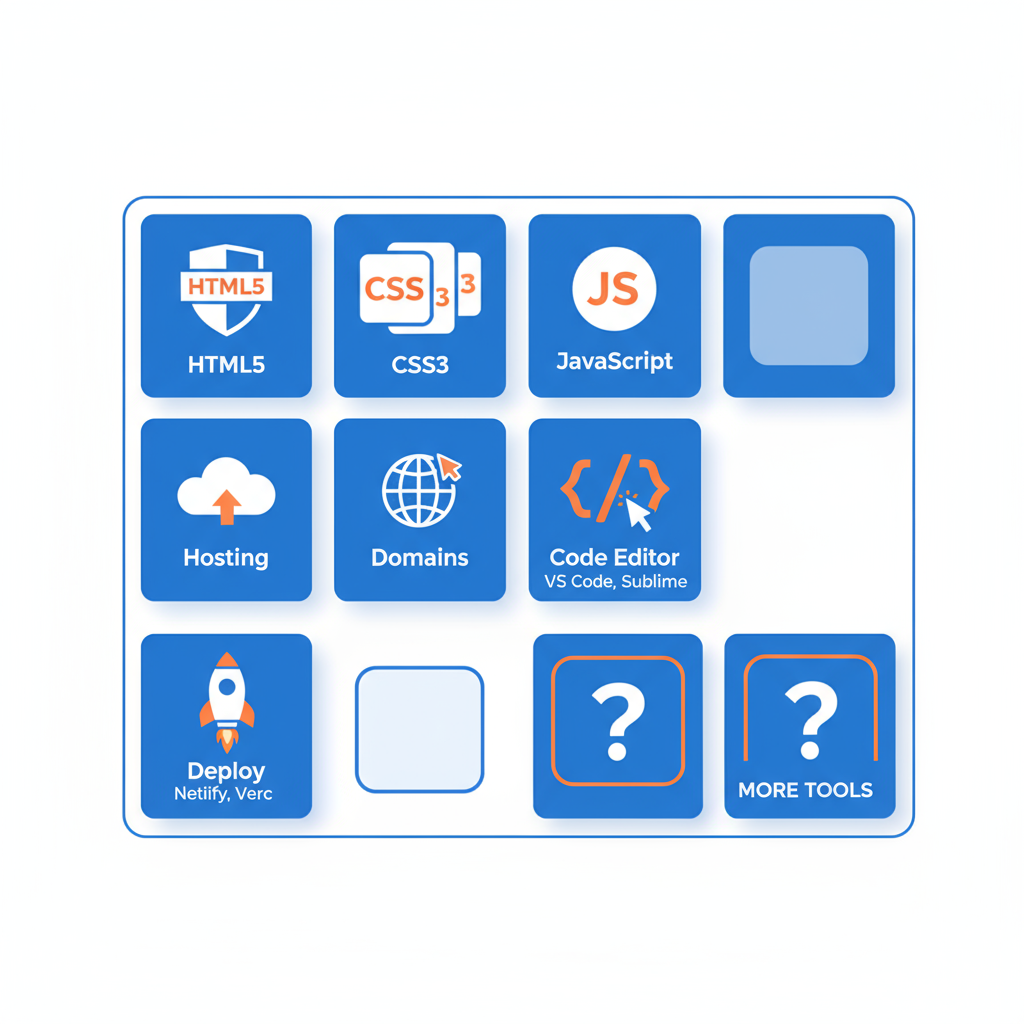 HTML5
CSS 3 3
JS
HTML5
CSS3
JavaScript
Hosting
Domains
</>
Code Editor
VS Code, Sublime
Deploy
Netiify, Verc
?
?
MORE TOOLS